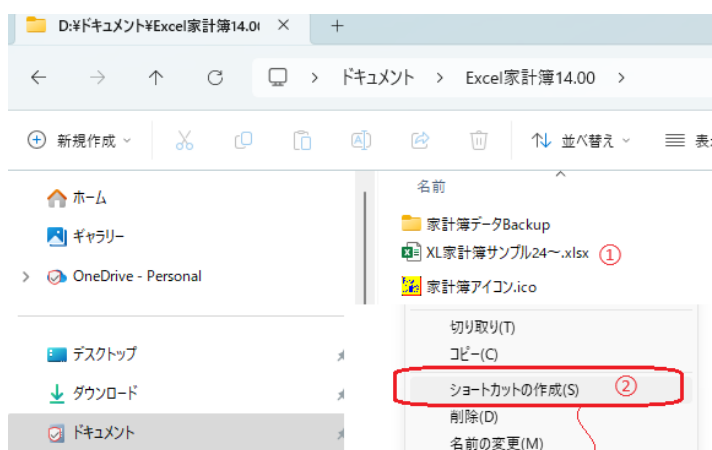 D:¥ドキュメント¥Excel家計簿14.0
ドキュメント > Excel家計簿14.00 >
新規作成 並べ替え 表
名前
ホーム
ギャラリー
OneDrive - Personal
家計簿データBackup
XL家計簿サンプル24～.xlsx ①
家計簿アイコン.ico
デスクトップ
ダウンロード
ドキュメント
切り取り(T)
コピー(C)
ショートカットの作成(S) ②
削除(D)
名前の変更(M)